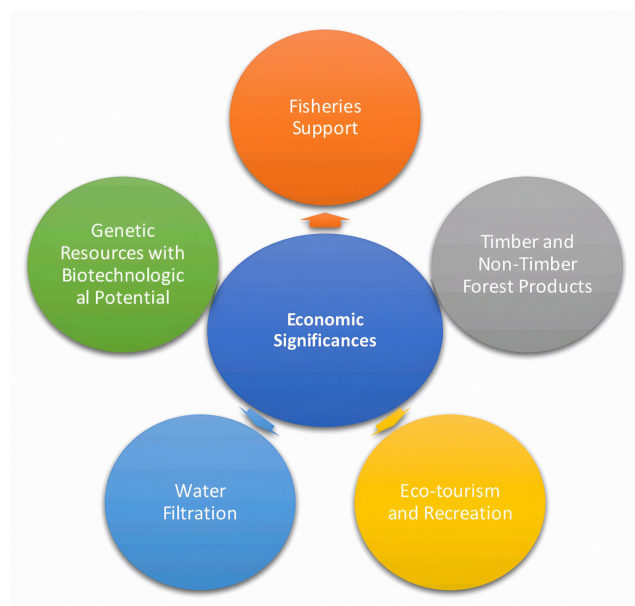 Fisheries
Support
Genetic
Resources with
Biotechnologic
al Potential
Timber and
Non-Timber
Forest Products
Economic
Significances
Water
Filtration
Eco-tourism
and Recreation